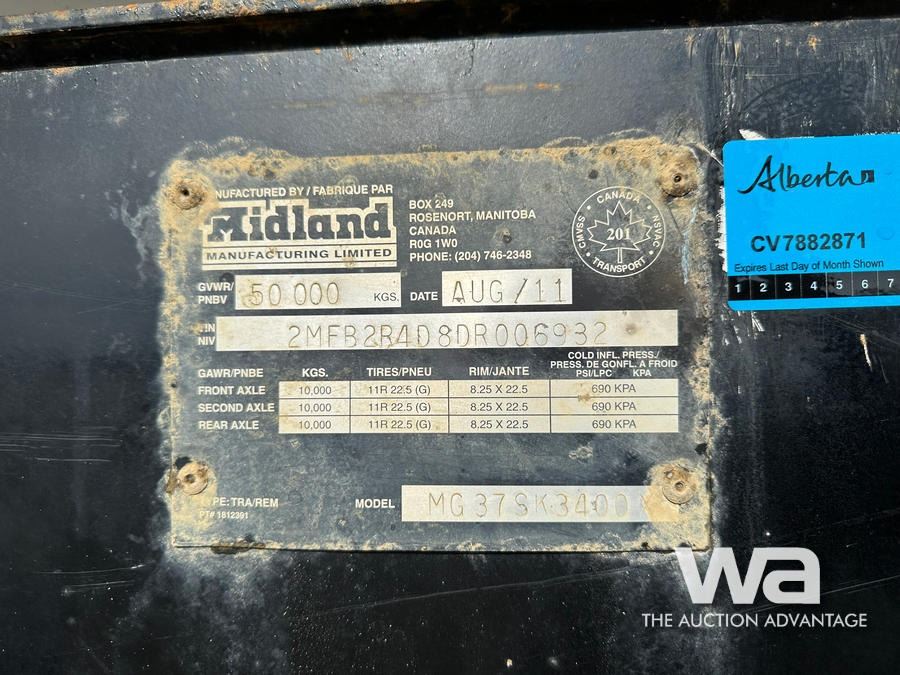 NUFACTURED BY / FABRIQUE PAR
Midland
MANUFACTURING LIMITED
BOX 249
ROSENORT, MANITOBA
CANADA
R0G 1W0
PHONE: (204) 746-2348
CANADA
CMVSS 201 NSVAC
TRANSPORT
GVWR/
PNBV 50 000 KGS. DATE AUG/11
IN
NIV 2MFB2R4D8DR006932
GAWR/PNBE KGS. TIRES/PNEU RIM/JANTE COLD INFL. PRESS./
PRESS. DE GONFL. A FROID
PSI/LPC KPA
FRONT AXLE 10,000 11R 22.5 (G) 8.25 X 22.5 690 KPA
SECOND AXLE 10,000 11R 22.5 (G) 8.25 X 22.5 690 KPA
REAR AXLE 10,000 11R 22.5 (G) 8.25 X 22.5 690 KPA
PE: TRA/REM MODEL MG37SK3400
PT# 1812391
Alberta
CV7882871
Expires Last Day of Month Shown
1 2 3 4 5 6 7
wa
THE AUCTION ADVANTAGE